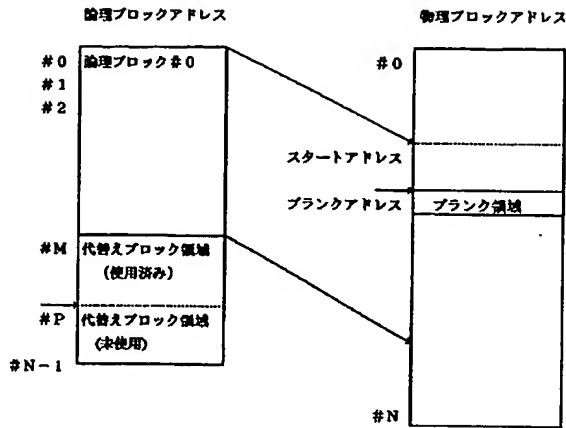 論理ブロックアドレス
#0 論理ブロック#0
#1
#2
#M 代替えブロック領域
(使用済み)
#P 代替えブロック領域
(未使用)
#N-1
物理ブロックアドレス
#0
スタートアドレス
ブランクアドレス ブランク領域
#N